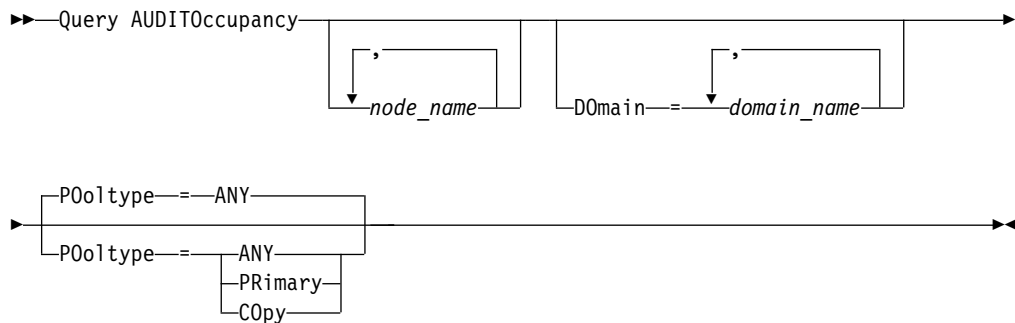 Query AUDITOccupancy
, ,
node_name DOmain = domain_name
POoltype = ANY
POoltype = ANY
PRimary
COpy